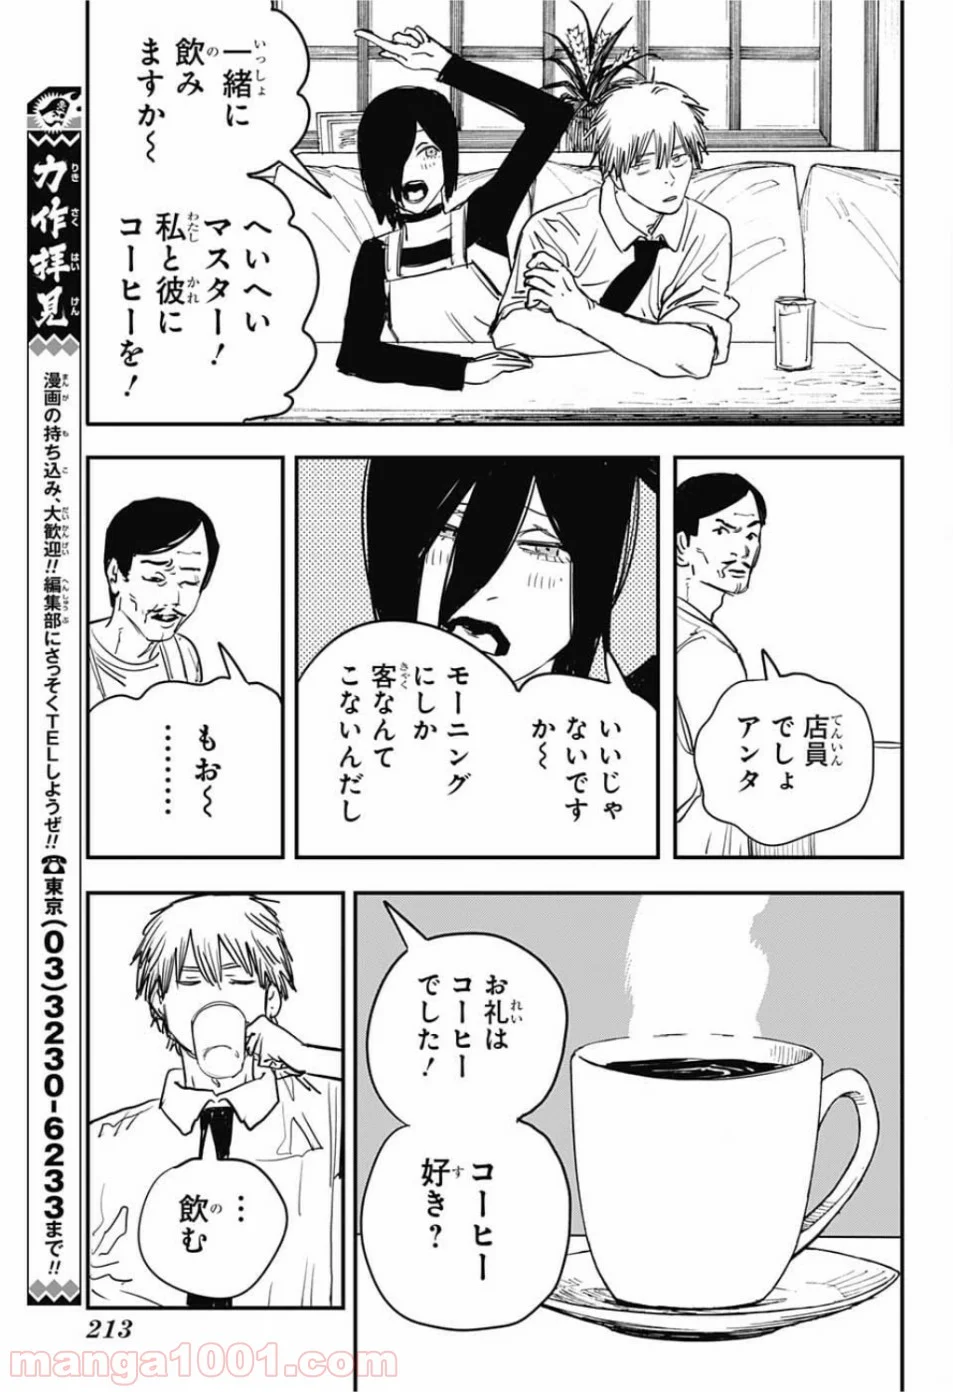 一緒に
飲み
ますか〜
へいへい
マスター！
私と彼に
コーヒーを！
店員
でしょ
アンタ
いいじゃ
ないです
か〜
モーニング
にしか
客なんて
こないんだし
もお〜
………
お礼は
コーヒー
でした！
コーヒー
好き？
…
飲む
力作拝見
漫画の持ち込み、大歓迎!!編集部にさっそくTELしようぜ!!☎東京(03)3230-6233まで!!
213
manga1001.com